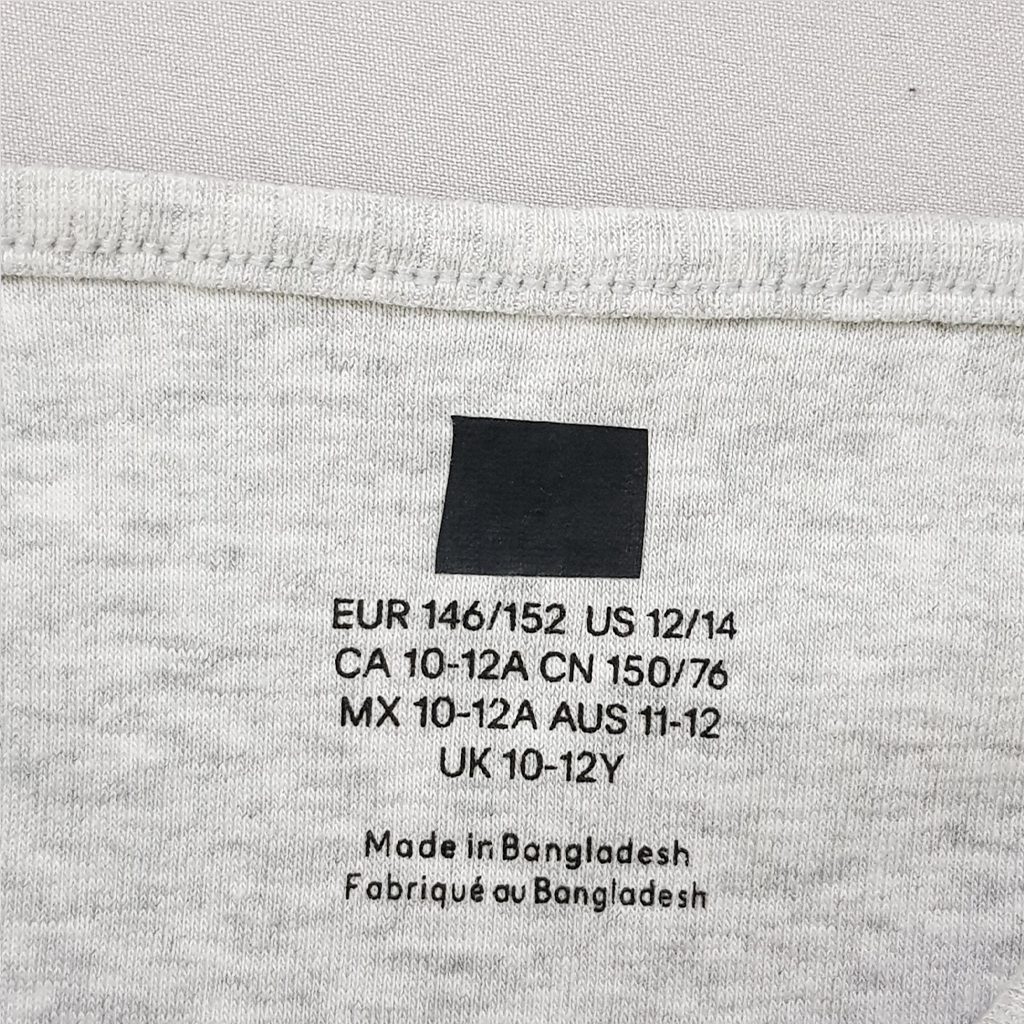 EUR 146/152 US 12/14
CA 10-12A CN 150/76
MX 10-12A AUS 11-12
UK 10-12Y
Made in Bangladesh
Fabriqué au Bangladesh